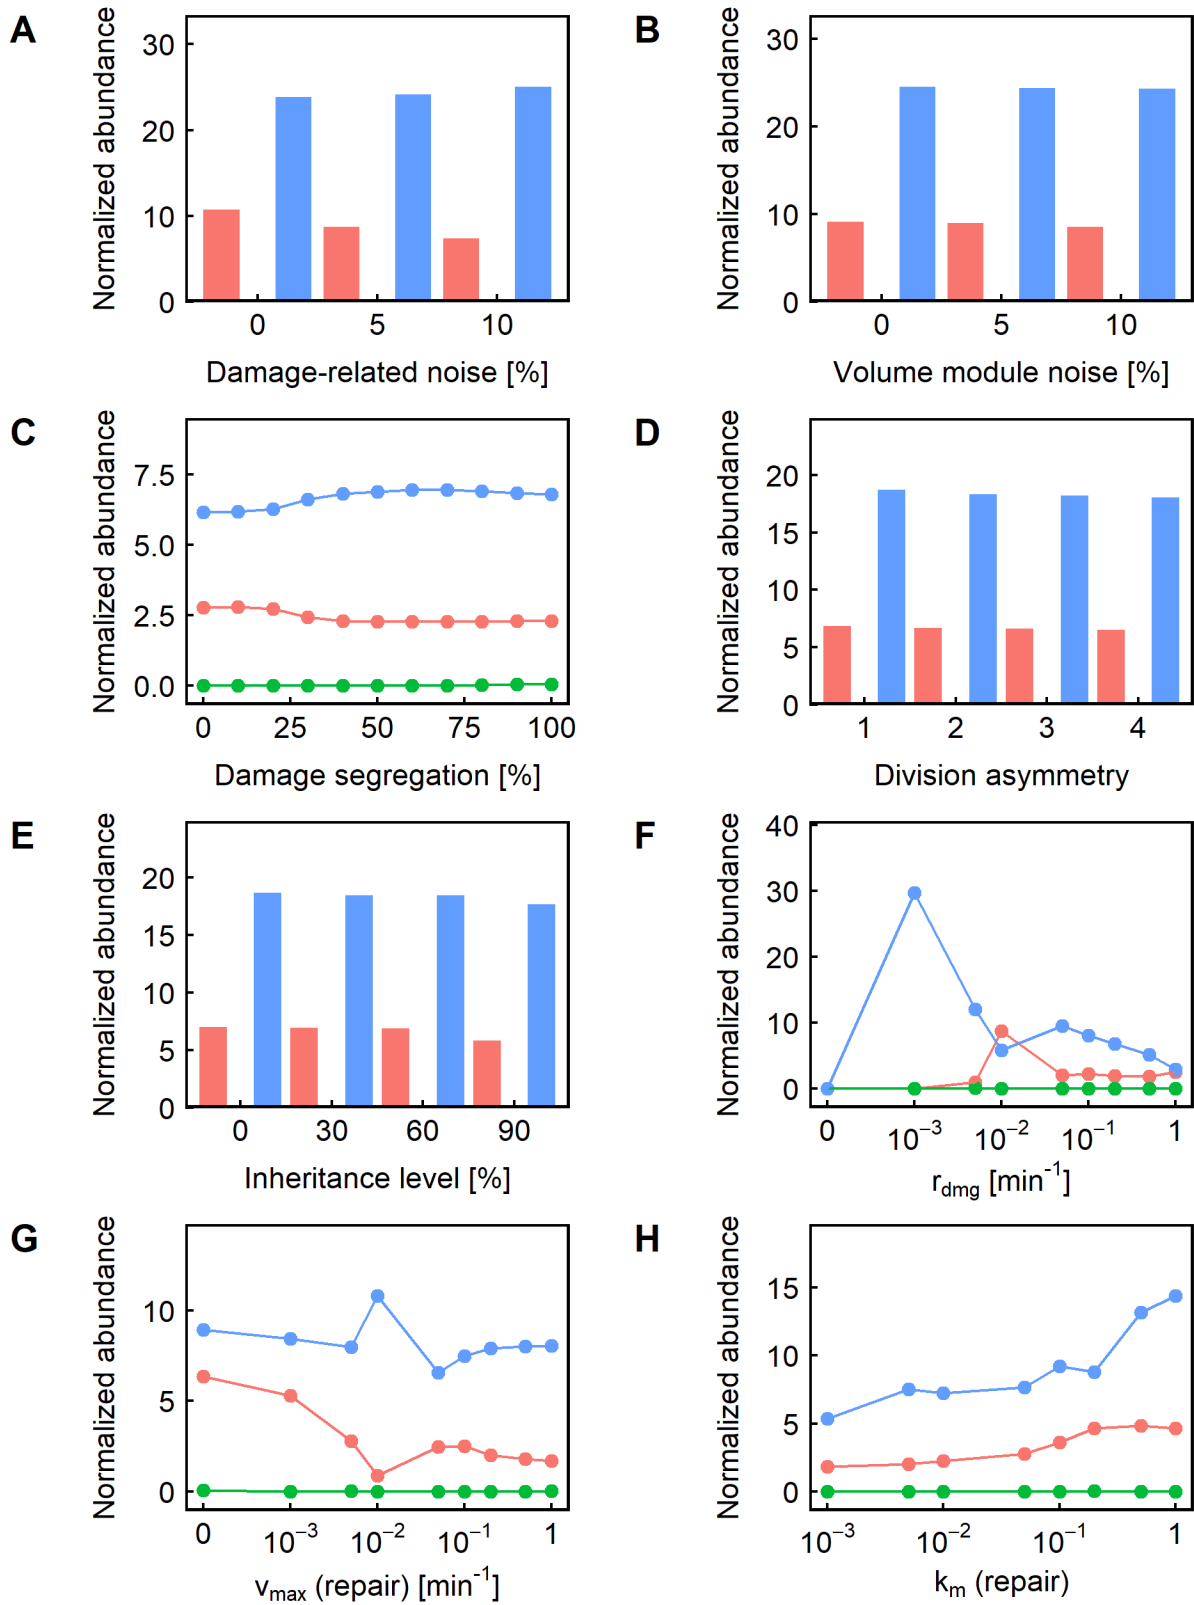 A
Normalized abundance
30
20
10
0
0 5 10
Damage-related noise [%]
B
Normalized abundance
30
20
10
0
0 5 10
Volume module noise [%]
C
Normalized abundance
7.5
5.0
2.5
0.0
0 25 50 75 100
Damage segregation [%]
D
Normalized abundance
20
15
10
5
0
1 2 3 4
Division asymmetry
E
Normalized abundance
20
15
10
5
0
0 30 60 90
Inheritance level [%]
F
Normalized abundance
40
30
20
10
0
0 10⁻³ 10⁻² 10⁻¹ 1
r_dmg [min⁻¹]
G
Normalized abundance
10
5
0
0 10⁻³ 10⁻² 10⁻¹ 1
v_max (repair) [min⁻¹]
H
Normalized abundance
15
10
5
0
10⁻³ 10⁻² 10⁻¹ 1
k_m (repair)